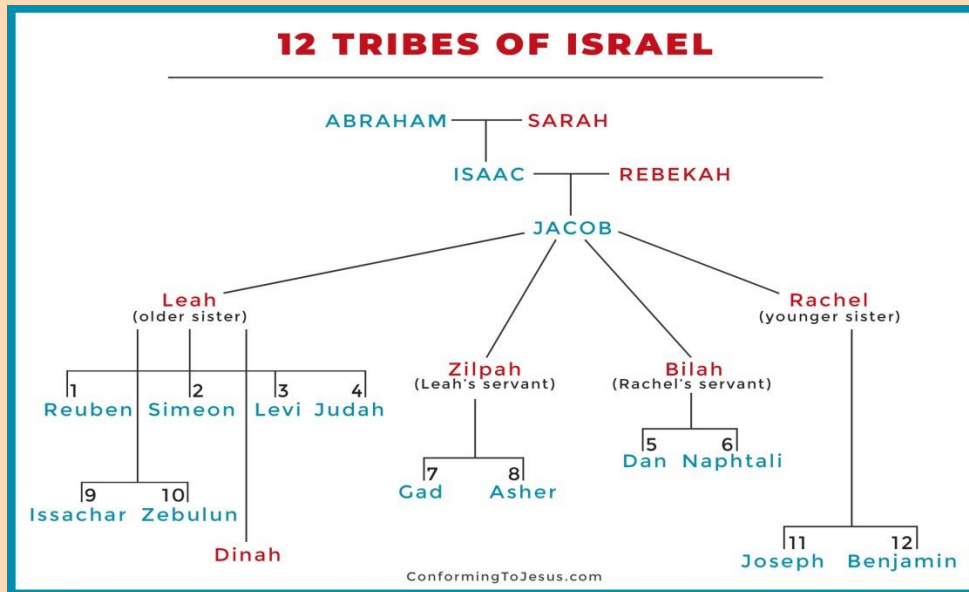 12 TRIBES OF ISRAEL
ABRAHAM SARAH
ISAAC REBEKAH
JACOB
Leah
(older sister)
Rachel
(younger sister)
Zilpah
(Leah's servant)
Bilah
(Rachel's servant)
1 2 3 4
Reuben Simeon Levi Judah
5 6
Dan Naphtali
7 8
Gad Asher
9 10
Issachar Zebulun
Dinah
11 12
Joseph Benjamin
ConformingToJesus.com